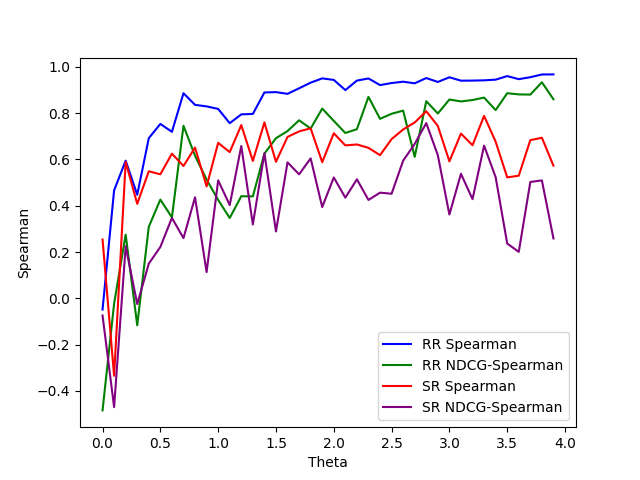 1.0
0.8
0.6
0.4
0.2
0.0
−0.2
−0.4
Spearman
0.0 0.5 1.0 1.5 2.0 2.5 3.0 3.5 4.0
Theta
RR Spearman
RR NDCG-Spearman
SR Spearman
SR NDCG-Spearman